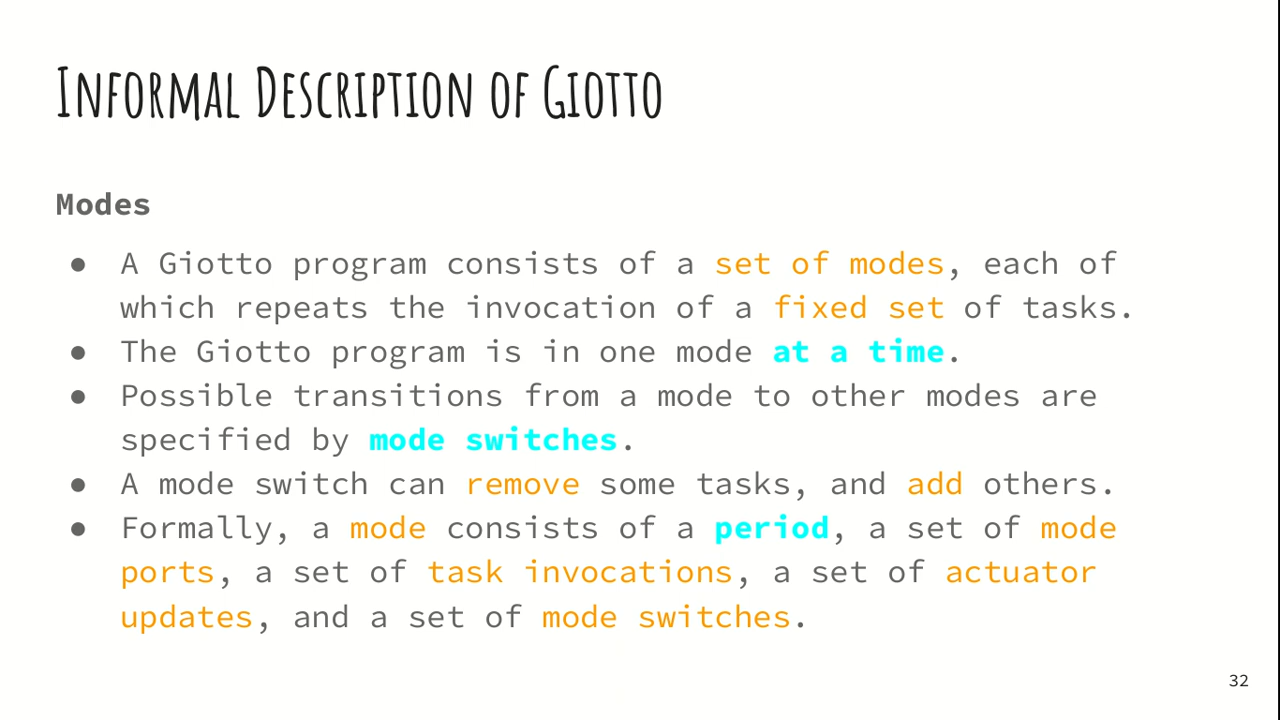 Informal Description of Giotto
Modes
● A Giotto program consists of a set of modes, each of
which repeats the invocation of a fixed set of tasks.
● The Giotto program is in one mode at a time.
● Possible transitions from a mode to other modes are
specified by mode switches.
● A mode switch can remove some tasks, and add others.
● Formally, a mode consists of a period, a set of mode
ports, a set of task invocations, a set of actuator
updates, and a set of mode switches.
32